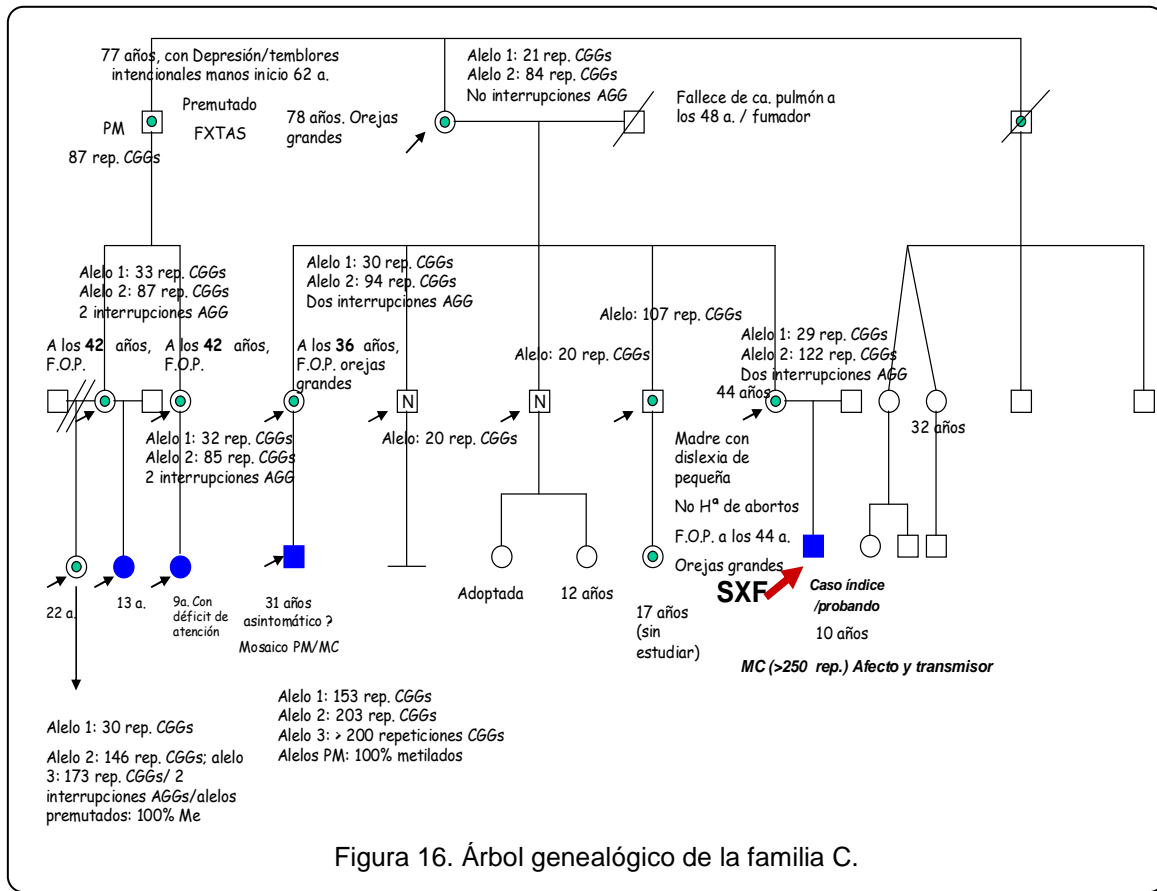 77 años, con Depresión/temblores
intencionales manos inicio 62 a.
Alelo 1: 21 rep. CGGs
Alelo 2: 84 rep. CGGs
No interrupciones AGG
Premutado
FXTAS
PM
87 rep. CGGs
78 años. Orejas
grandes
Fallece de ca. pulmón a
los 48 a. / fumador
Alelo 1: 33 rep. CGGs
Alelo 2: 87 rep. CGGs
2 interrupciones AGG
Alelo 1: 30 rep. CGGs
Alelo 2: 94 rep. CGGs
Dos interrupciones AGG
Alelo: 107 rep. CGGs
Alelo 1: 29 rep. CGGs
Alelo 2: 122 rep. CGGs
Dos interrupciones AGG
44 años
A los 42 años,
F.O.P.
A los 42 años,
F.O.P.
A los 36 años,
F.O.P. orejas
grandes
Alelo: 20 rep. CGGs
N
N
32 años
Alelo 1: 32 rep. CGGs
Alelo 2: 85 rep. CGGs
2 interrupciones AGG
Alelo: 20 rep. CGGs
Madre con
dislexia de
pequeña
No Hª de abortos
F.O.P. a los 44 a.
Orejas grandes
22 a.
13 a.
9a. Con
déficit de
atención
31 años
asintomático ?
Mosaico PM/MC
Adoptada
12 años
17 años
(sin
estudiar)
SXF
Caso índice
/probando
10 años
MC (>250 rep.) Afecto y transmisor
Alelo 1: 30 rep. CGGs
Alelo 2: 146 rep. CGGs; alelo
3: 173 rep. CGGs/ 2
interrupciones AGGs/alelos
premutados: 100% Me
Alelo 1: 153 rep. CGGs
Alelo 2: 203 rep. CGGs
Alelo 3: > 200 repeticiones CGGs
Alelos PM: 100% metilados
Figura 16. Árbol genealógico de la familia C.